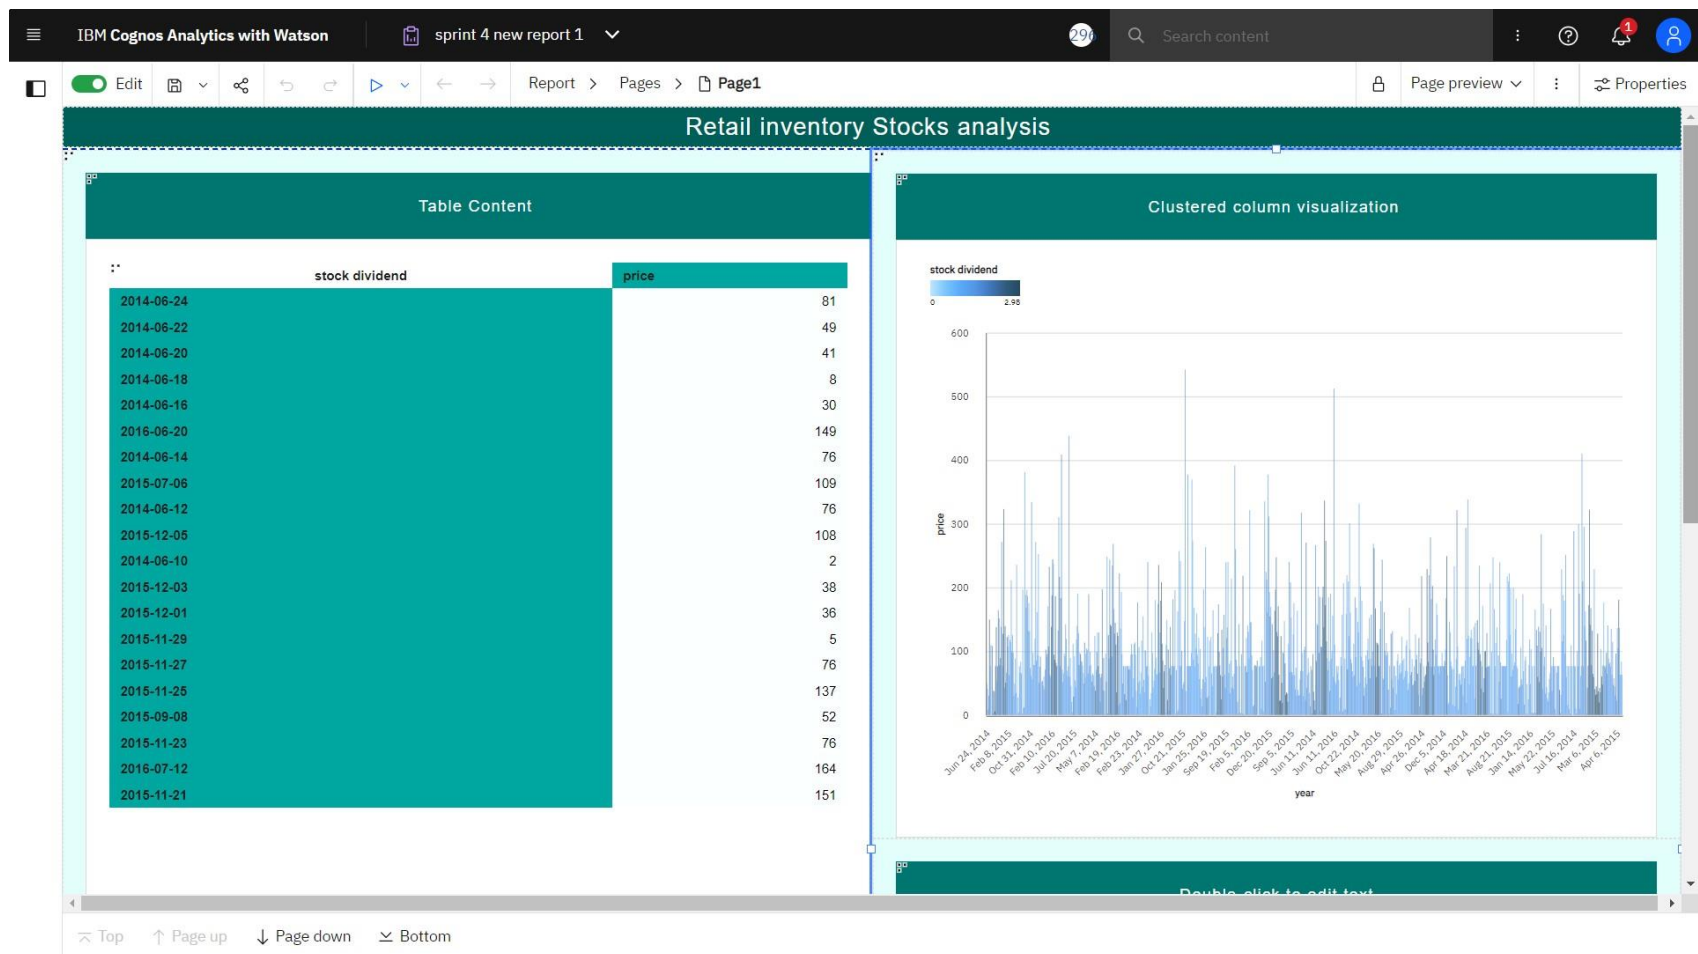 IBM Cognos Analytics with Watson
sprint 4 new report 1
296
Search content
1
Edit
Report > Pages > Page1
Page preview
Properties
Retail inventory Stocks analysis
Table Content
stock dividend price
2014-06-24 81
2014-06-22 49
2014-06-20 41
2014-06-18 8
2014-06-16 30
2016-06-20 149
2014-06-14 76
2015-07-06 109
2014-06-12 76
2015-12-05 108
2014-06-10 2
2015-12-03 38
2015-12-01 36
2015-11-29 5
2015-11-27 76
2015-11-25 137
2015-09-08 52
2015-11-23 76
2016-07-12 164
2015-11-21 151
Clustered column visualization
stock dividend
0 2.98
600
500
400
price
300
200
100
0
Jun 24, 2014
Feb 8, 2015
Oct 31, 2014
Feb 10, 2016
Jul 20, 2015
May 7, 2014
Feb 19, 2016
Feb 23, 2014
Jan 27, 2016
Oct 21, 2015
Jan 25, 2016
Sep 19, 2015
Feb 5, 2016
Dec 20, 2015
Sep 5, 2015
Jun 11, 2014
Jun 11, 2016
Oct 22, 2014
May 20, 2016
Aug 29, 2015
Apr 26, 2014
Dec 5, 2014
Apr 18, 2014
Mar 21, 2016
Aug 21, 2015
Jan 14, 2016
May 22, 2015
Jul 16, 2014
Mar 6, 2015
Apr 6, 2015
year
Double-click to edit text
Top Page up Page down Bottom